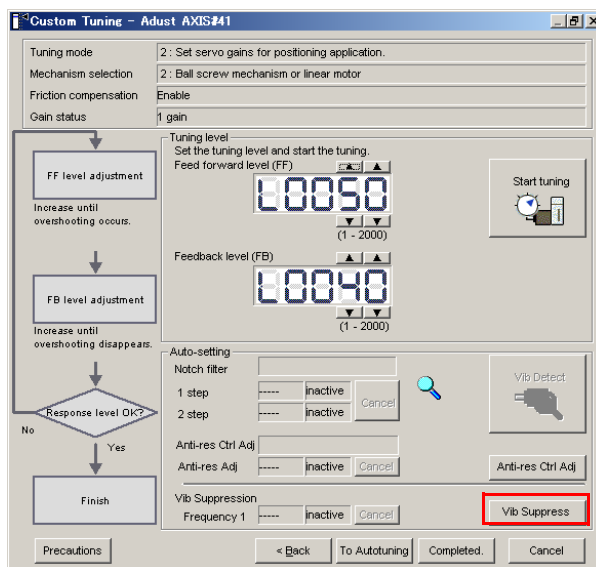 Custom Tuning - Adust AXIS#41
Tuning mode
2 : Set servo gains for positioning application.
Mechanism selection
2 : Ball screw mechanism or linear motor
Friction compensation
Enable
Gain status
1 gain
FF level adjustment
Increase until
overshooting occurs.
FB level adjustment
Increase until
overshooting disappears.
Response level OK?
No
Yes
Finish
Tuning level
Set the tuning level and start the tuning.
Feed forward level (FF)
L0050
(1 - 2000)
Start tuning
Feedback level (FB)
L0040
(1 - 2000)
Auto-setting
Notch filter
1 step
-----
inactive
2 step
-----
inactive
Cancel
Vib Detect
Anti-res Ctrl Adj
Anti-res Adj
-----
inactive
Cancel
Anti-res Ctrl Adj
Vib Suppression
Frequency 1
-----
inactive
Cancel
Vib Suppress
Precautions
< Back
To Autotuning
Completed.
Cancel